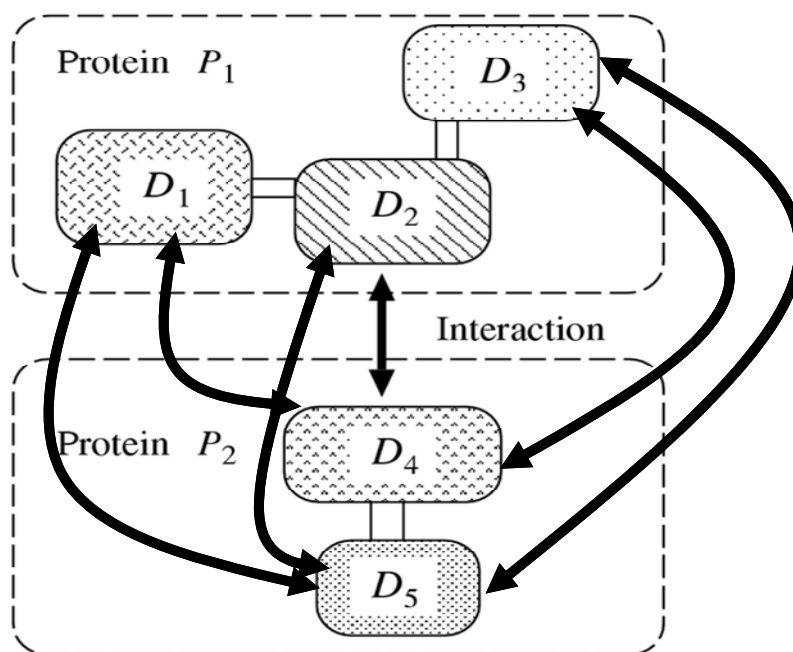 Protein P₁
D₃
D₁
D₂
Interaction
Protein P₂
D₄
D₅